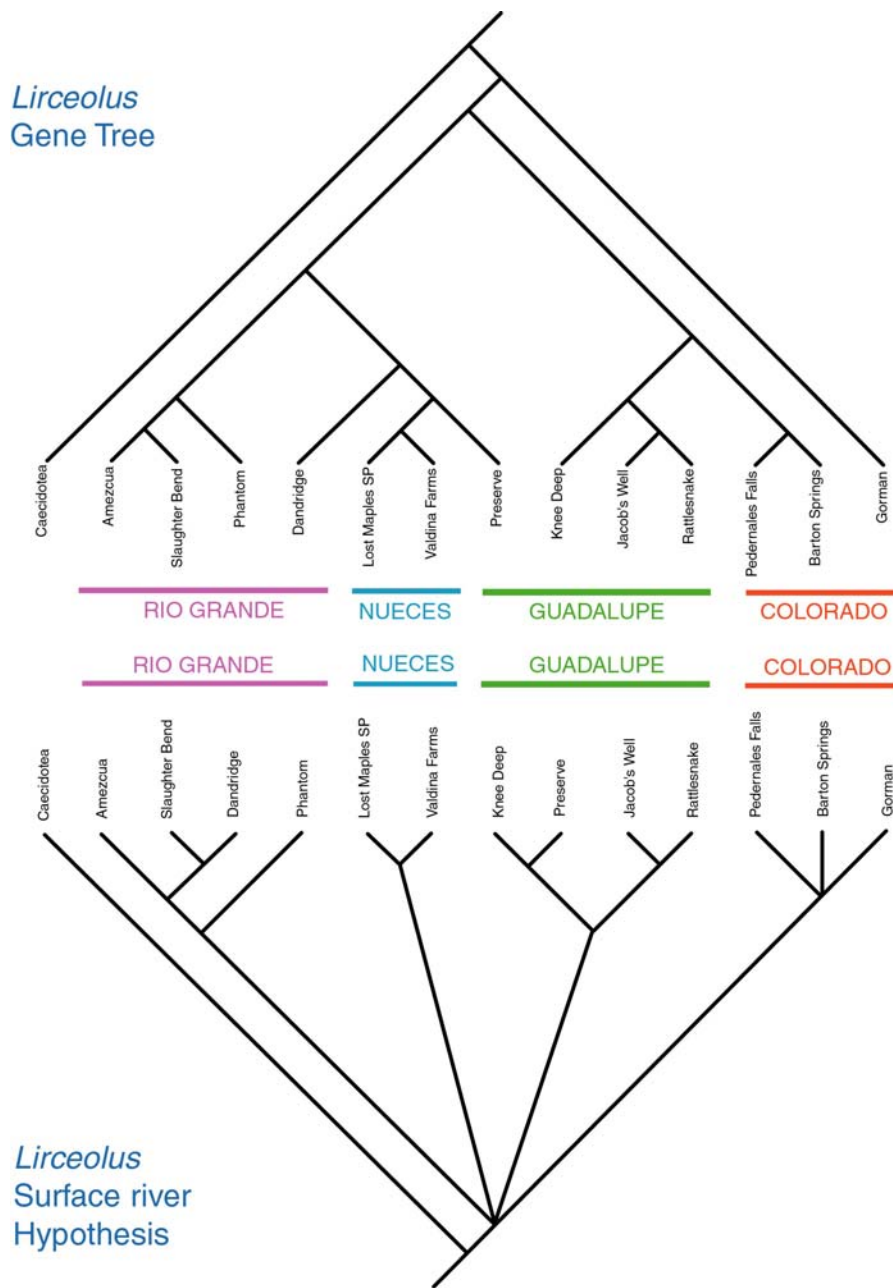 Lirceolus
Gene Tree
Caecidotea
Amezcua
Slaughter Bend
Phantom
Dandridge
Lost Maples SP
Valdina Farms
Preserve
Knee Deep
Jacob's Well
Rattlesnake
Pedernales Falls
Barton Springs
Gorman
RIO GRANDE
NUECES
GUADALUPE
COLORADO
RIO GRANDE
NUECES
GUADALUPE
COLORADO
Caecidotea
Amezcua
Slaughter Bend
Dandridge
Phantom
Lost Maples SP
Valdina Farms
Knee Deep
Preserve
Jacob's Well
Rattlesnake
Pedernales Falls
Barton Springs
Gorman
Lirceolus
Surface river
Hypothesis